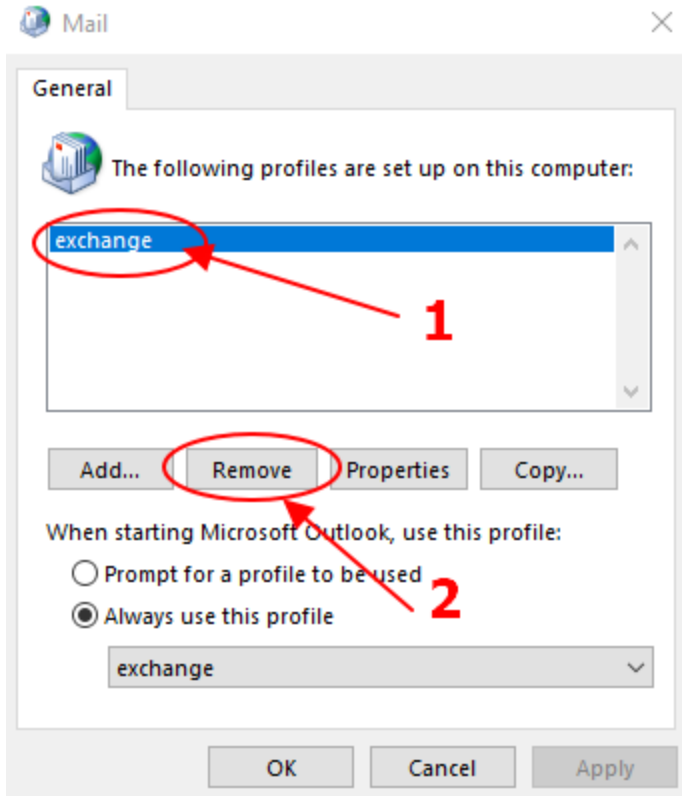 Mail
General
The following profiles are set up on this computer:
exchange
1
Add... Remove Properties Copy...
When starting Microsoft Outlook, use this profile:
Prompt for a profile to be used
Always use this profile
2
exchange
OK Cancel Apply